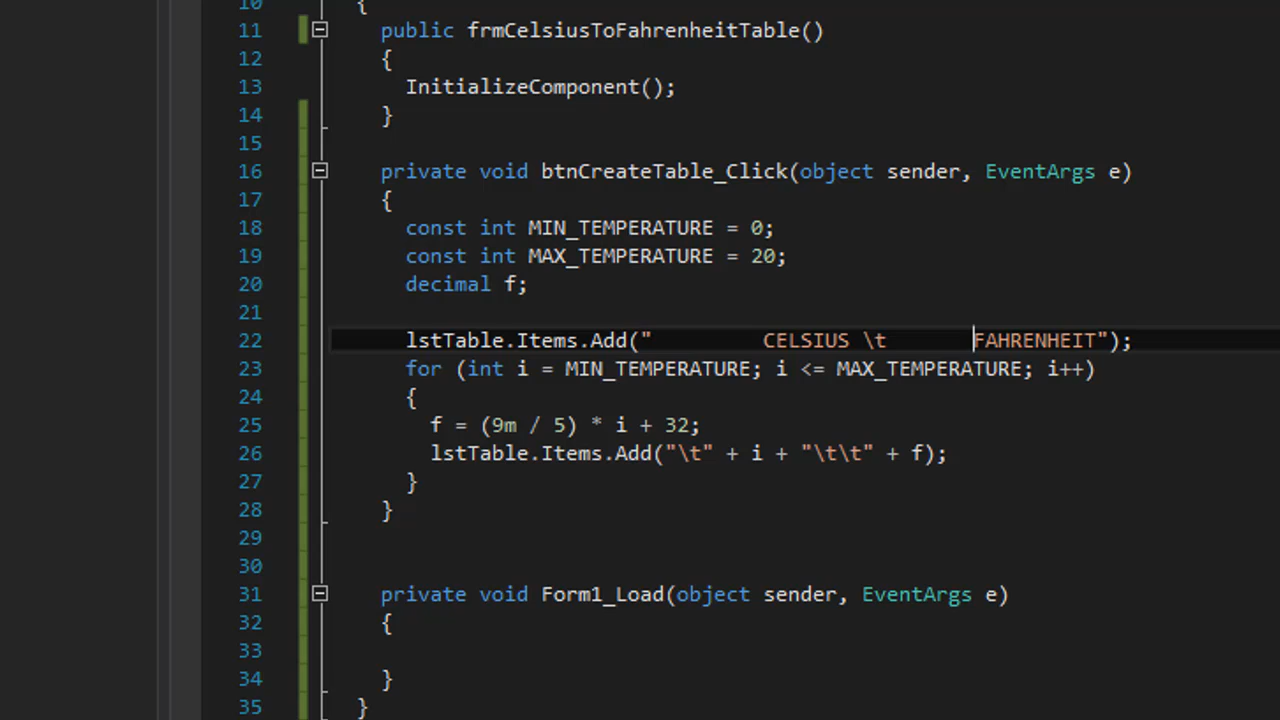 10 {
11 public frmCelsiusToFahrenheitTable()
12 {
13 InitializeComponent();
14 }
15
16 private void btnCreateTable_Click(object sender, EventArgs e)
17 {
18 const int MIN_TEMPERATURE = 0;
19 const int MAX_TEMPERATURE = 20;
20 decimal f;
21
22 lstTable.Items.Add("         CELSIUS \t       FAHRENHEIT");
23 for (int i = MIN_TEMPERATURE; i <= MAX_TEMPERATURE; i++)
24 {
25 f = (9m / 5) * i + 32;
26 lstTable.Items.Add("\t" + i + "\t\t" + f);
27 }
28 }
29
30
31 private void Form1_Load(object sender, EventArgs e)
32 {
33
34 }
35 }